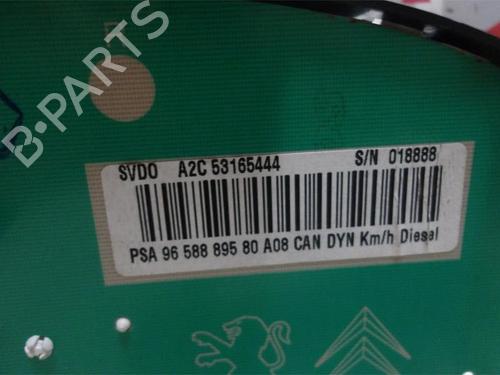 B-PARTS
SVDO A2C 53165444 S/N 018888
PSA 96 588 895 80 A08 CAN DYN Km/h Diesel